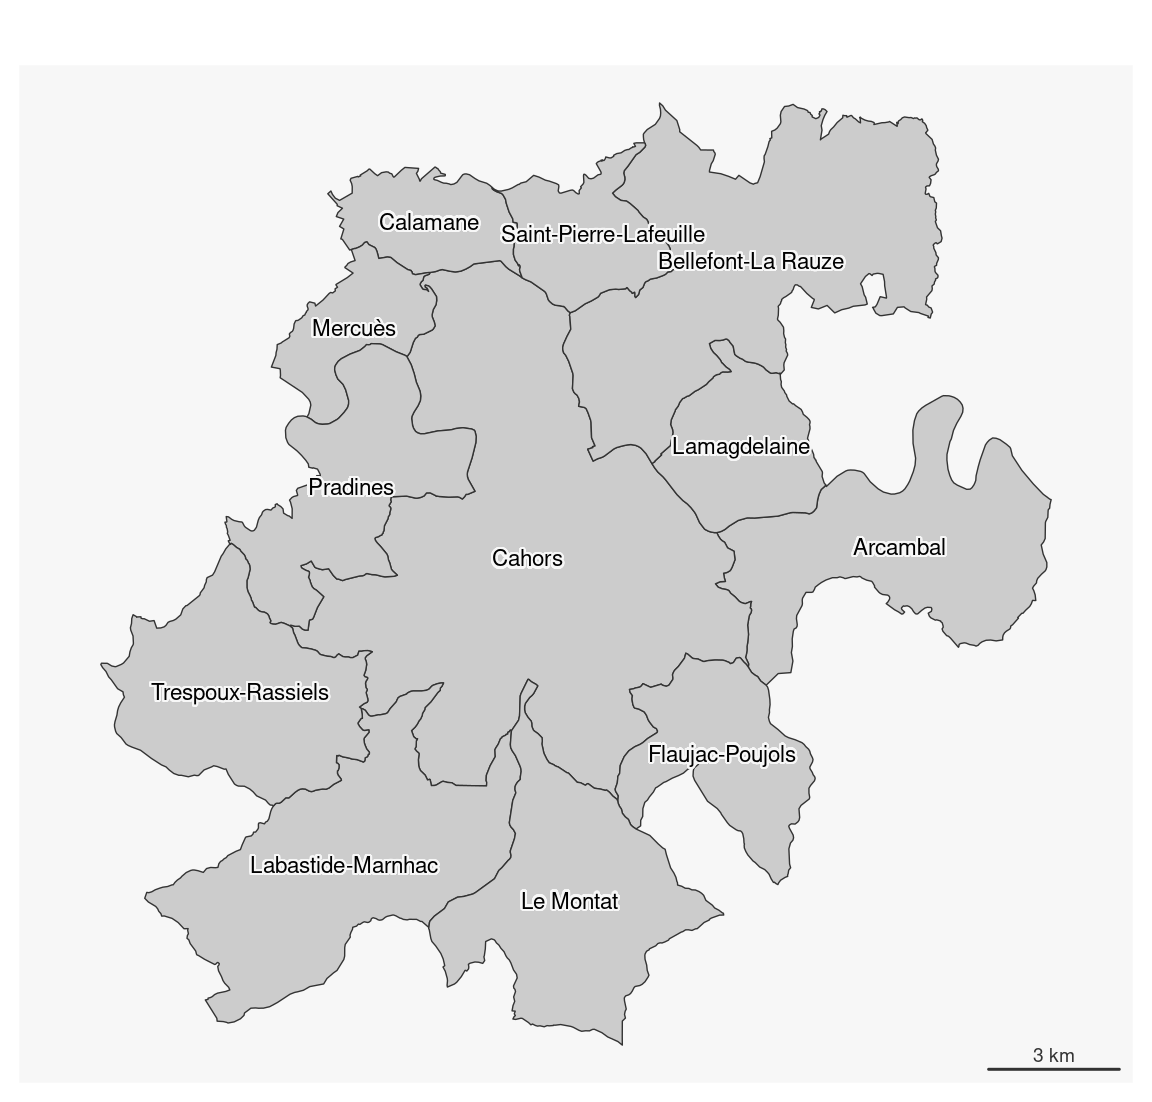 Calamane
Saint-Pierre-Lafeuille
Bellefont-La Rauze
Mercuès
Lamagdelaine
Pradines
Arcambal
Cahors
Trespoux-Rassiels
Flaujac-Poujols
Labastide-Marnhac
Le Montat
3 km